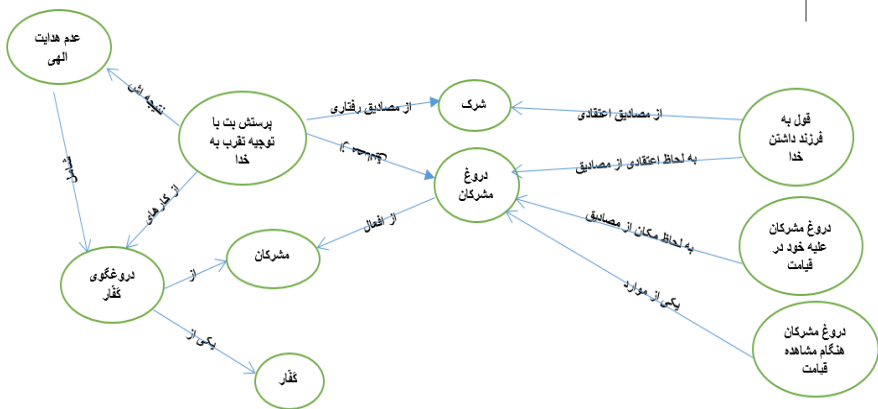 عدم هدایت
الهی
نتیجه اش
شامل
پرستش بت با
توجیه تقرب به
خدا
از مصادیق رفتاری
شرک
از مصادیق اعتقادی
قول به
فرزند داشتن
خدا
از مصادیق
به لحاظ اعتقادی از مصادیق
دروغ
مشرکان
از کارهای
از افعال
مشرکان
به لحاظ مکان از مصادیق
دروغ مشرکان
علیه خود در
قیامت
دروغگوی
کَفّار
از
یکی از موارد
دروغ مشرکان
هنگام مشاهده
قیامت
یکی از
کَفّار